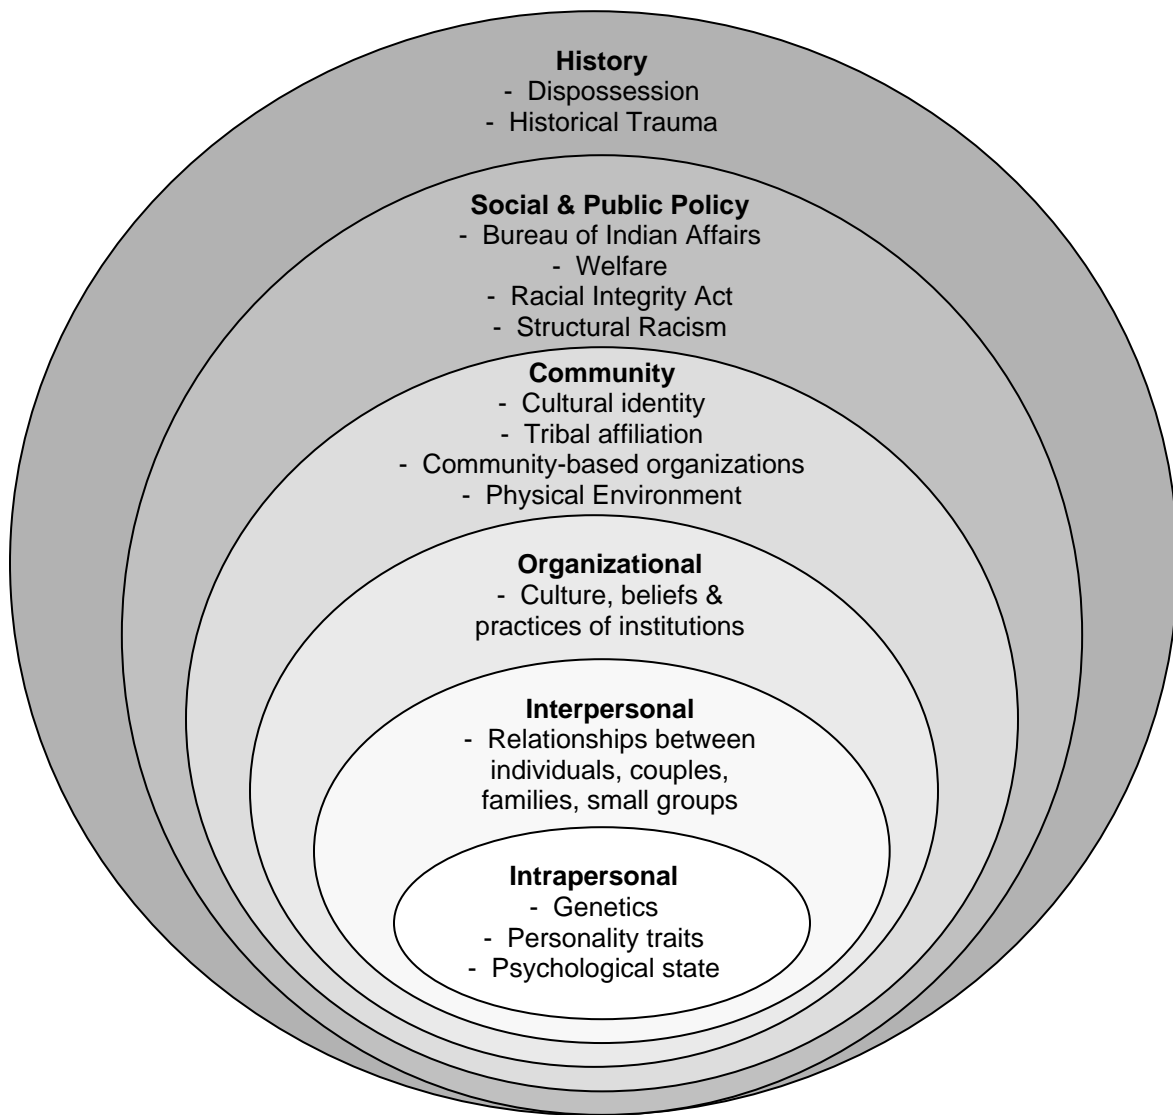 History
- Dispossession
- Historical Trauma
Social & Public Policy
- Bureau of Indian Affairs
- Welfare
- Racial Integrity Act
- Structural Racism
Community
- Cultural identity
- Tribal affiliation
- Community-based organizations
- Physical Environment
Organizational
- Culture, beliefs &
practices of institutions
Interpersonal
- Relationships between
individuals, couples,
families, small groups
Intrapersonal
- Genetics
- Personality traits
- Psychological state